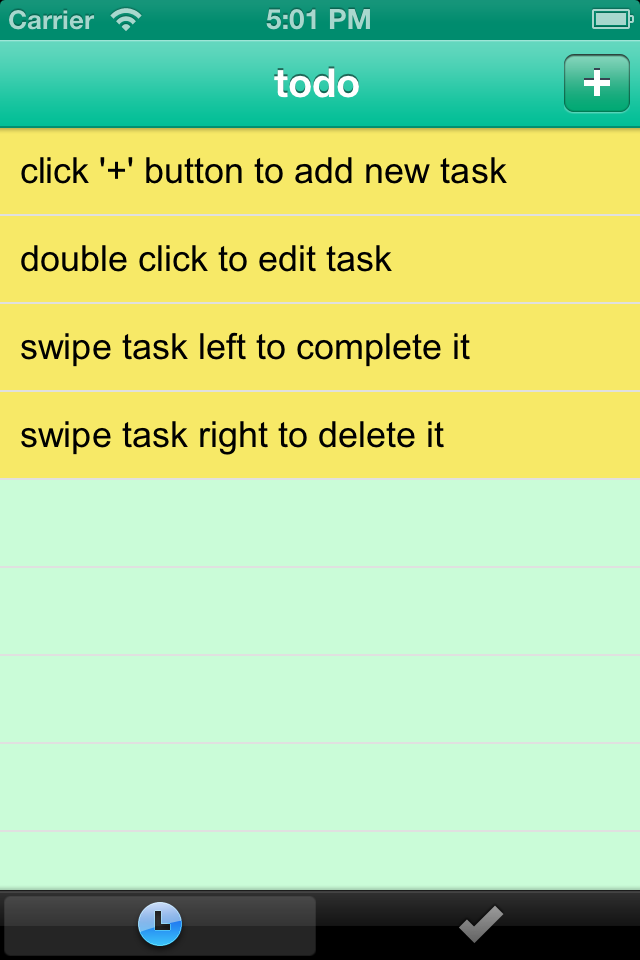 Carrier 5:01 PM
todo
+
click '+' button to add new task
double click to edit task
swipe task left to complete it
swipe task right to delete it